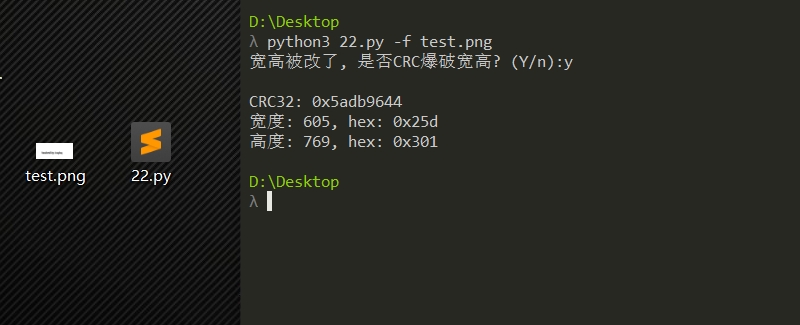 D:\Desktop
λ python3 22.py -f test.png
宽高被改了, 是否CRC爆破宽高? (Y/n):y
CRC32: 0x5adb9644
宽度: 605, hex: 0x25d
高度: 769, hex: 0x301
D:\Desktop
λ
test.png
22.py